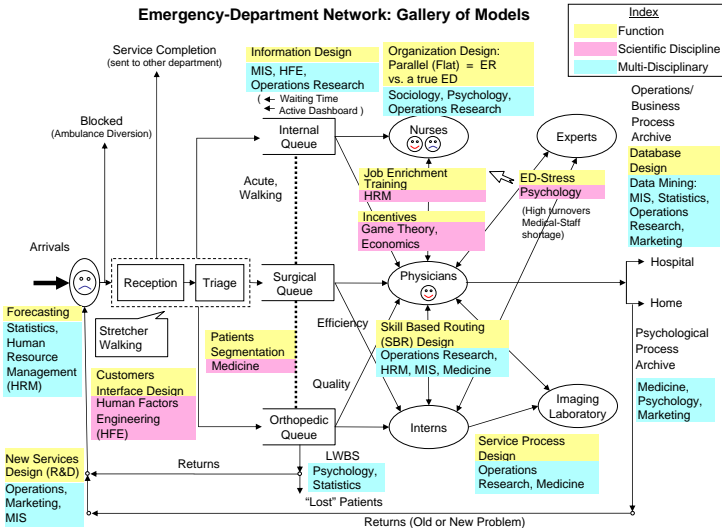 Emergency-Department Network: Gallery of Models
Index
Function
Scientific Discipline
Multi-Disciplinary
Service Completion
(sent to other department)
Information Design
MIS, HFE,
Operations Research
( Waiting Time
Active Dashboard )
Organization Design:
Parallel (Flat) = ER
vs. a true ED
Sociology, Psychology,
Operations Research
Operations/
Business
Process
Archive
Database
Design
Data Mining:
MIS, Statistics,
Operations
Research,
Marketing
Blocked
(Ambulance Diversion)
Internal
Queue
Nurses
Experts
Acute,
Walking
Job Enrichment
Training
HRM
ED-Stress
Psychology
(High turnovers
Medical-Staff
shortage)
Incentives
Game Theory,
Economics
Arrivals
Reception
Triage
Surgical
Queue
Physicians
Hospital
Home
Forecasting
Statistics,
Human
Resource
Management
(HRM)
Stretcher
Walking
Customers
Interface Design
Human Factors
Engineering
(HFE)
Patients
Segmentation
Medicine
Efficiency
Quality
Skill Based Routing
(SBR) Design
Operations Research,
HRM, MIS, Medicine
Psychological
Process
Archive
Medicine,
Psychology,
Marketing
Orthopedic
Queue
Interns
Imaging
Laboratory
New Services
Design (R&D)
Operations,
Marketing,
MIS
Returns
LWBS
Psychology,
Statistics
"Lost" Patients
Service Process
Design
Operations
Research, Medicine
Returns (Old or New Problem)